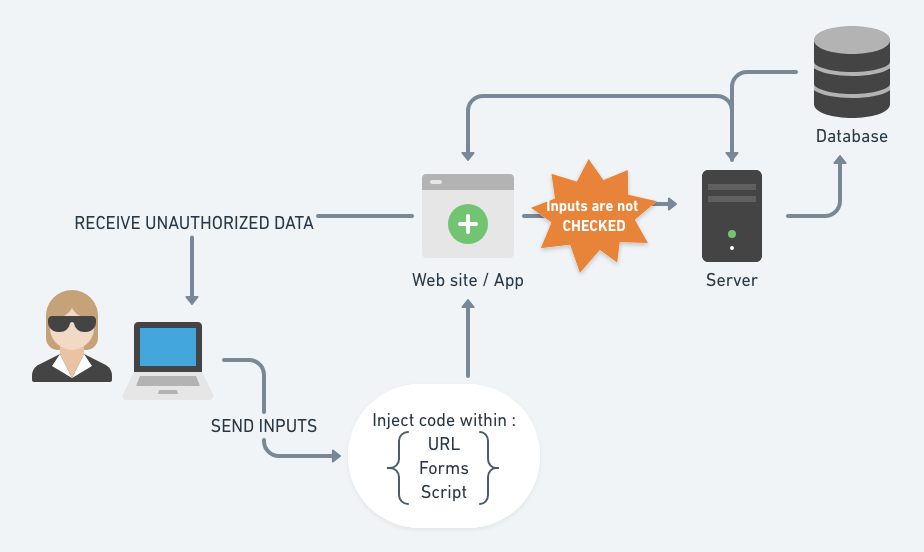 Database
RECEIVE UNAUTHORIZED DATA
Inputs are not
CHECKED
Web site / App
Server
SEND INPUTS
Inject code within :
URL
Forms
Script